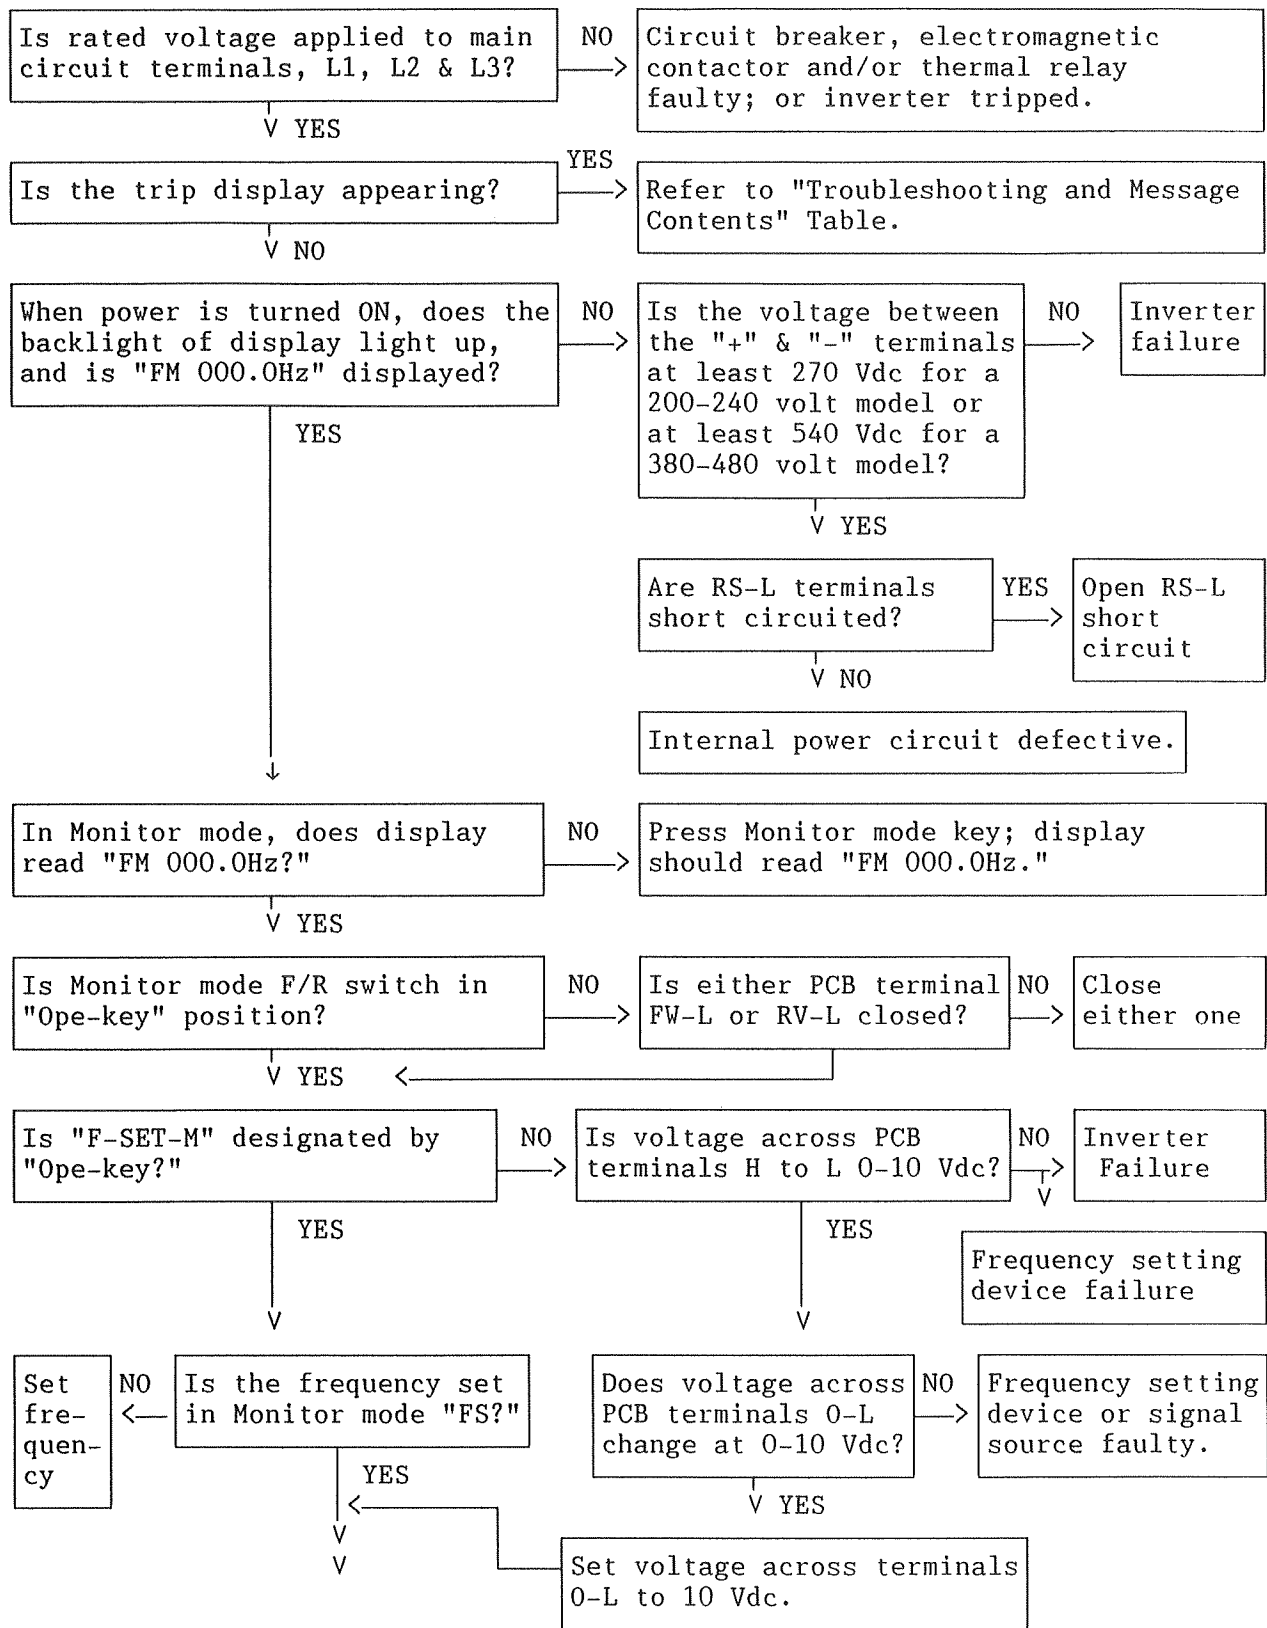 Is rated voltage applied to main
circuit terminals, L1, L2 & L3?
NO
Circuit breaker, electromagnetic
contactor and/or thermal relay
faulty; or inverter tripped.
YES
Is the trip display appearing?
YES
Refer to "Troubleshooting and Message
Contents" Table.
NO
When power is turned ON, does the
backlight of display light up,
and is "FM 000.0Hz" displayed?
NO
Is the voltage between
the "+" & "-" terminals
at least 270 Vdc for a
200-240 volt model or
at least 540 Vdc for a
380-480 volt model?
NO
Inverter
failure
YES
YES
Are RS-L terminals
short circuited?
YES
Open RS-L
short
circuit
NO
Internal power circuit defective.
In Monitor mode, does display
read "FM 000.0Hz?"
NO
Press Monitor mode key; display
should read "FM 000.0Hz."
YES
Is Monitor mode F/R switch in
"Ope-key" position?
NO
Is either PCB terminal
FW-L or RV-L closed?
NO
Close
either one
YES
Is "F-SET-M" designated by
"Ope-key?"
NO
Is voltage across PCB
terminals H to L 0-10 Vdc?
NO
Inverter
Failure
YES
YES
Frequency setting
device failure
Set
fre-
quen-
cy
NO
Is the frequency set
in Monitor mode "FS?"
Does voltage across
PCB terminals O-L
change at 0-10 Vdc?
NO
Frequency setting
device or signal
source faulty.
YES
YES
Set voltage across terminals
O-L to 10 Vdc.